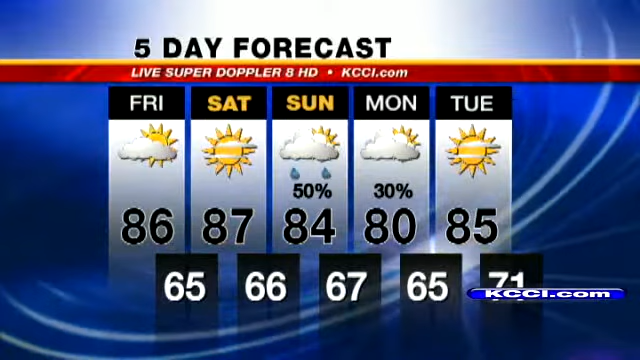 5 DAY FORECAST
LIVE SUPER DOPPLER 8 HD • KCCI.com
FRI SAT SUN MON TUE
50% 30%
86 87 84 80 85
65 66 67 65 71
KCCI.com